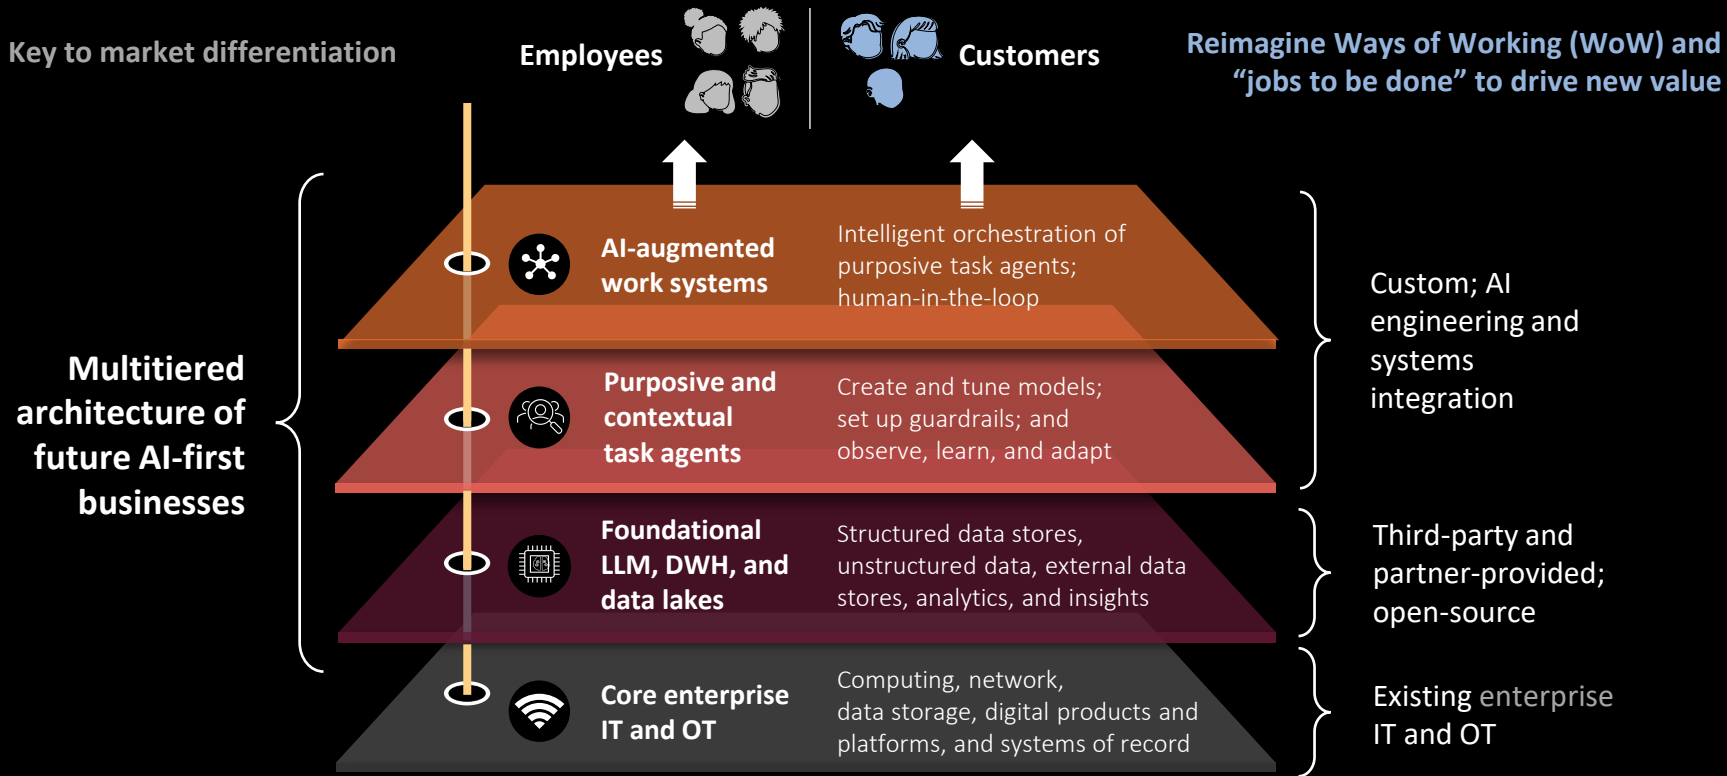 Key to market differentiation
Employees
Customers
Reimagine Ways of Working (WoW) and
“jobs to be done” to drive new value
Multitiered
architecture of
future AI-first
businesses
AI-augmented
work systems
Intelligent orchestration of
purposive task agents;
human-in-the-loop
Purposive and
contextual
task agents
Create and tune models;
set up guardrails; and
observe, learn, and adapt
Custom; AI
engineering and
systems
integration
Foundational
LLM, DWH, and
data lakes
Structured data stores,
unstructured data, external data
stores, analytics, and insights
Third-party and
partner-provided;
open-source
Core enterprise
IT and OT
Computing, network,
data storage, digital products and
platforms, and systems of record
Existing enterprise
IT and OT